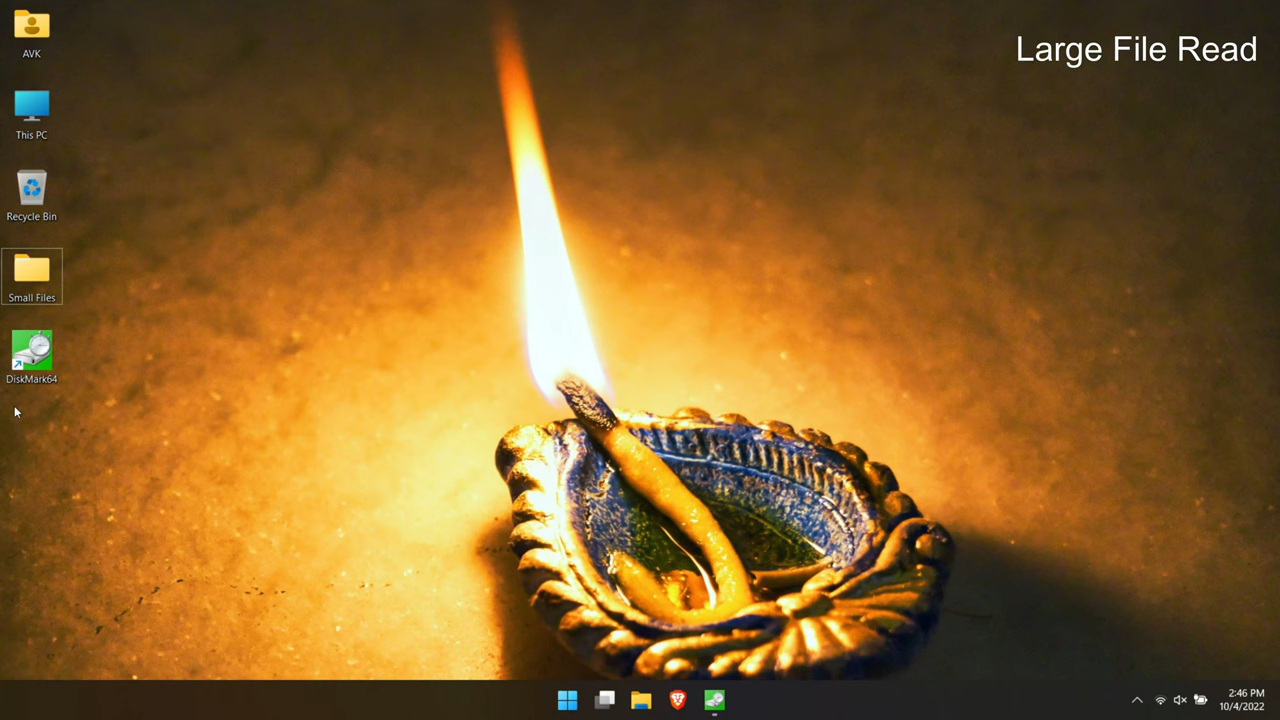 Large File Read
AVK
This PC
Recycle Bin
Small Files
DiskMark64
2:46 PM
10/4/2022